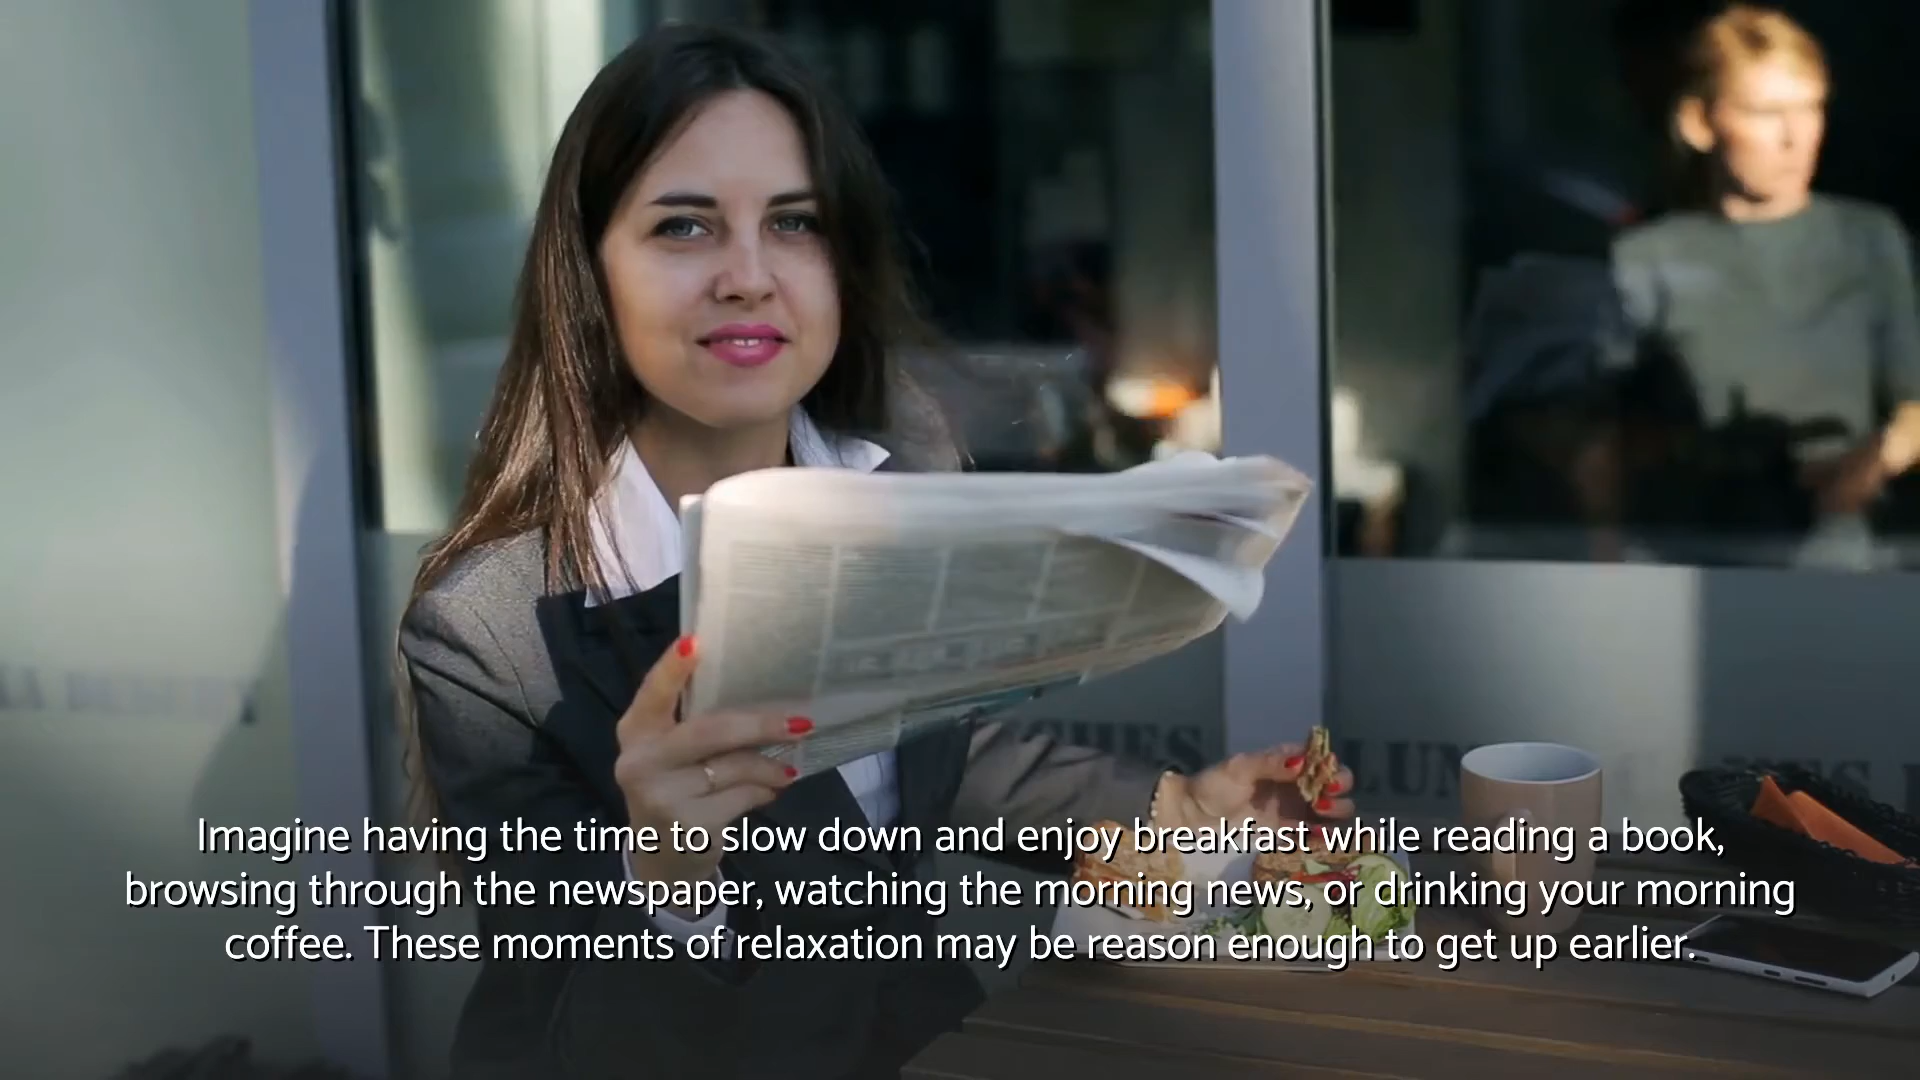 CHES
LUN
Imagine having the time to slow down and enjoy breakfast while reading a book,
browsing through the newspaper, watching the morning news, or drinking your morning
coffee. These moments of relaxation may be reason enough to get up earlier.